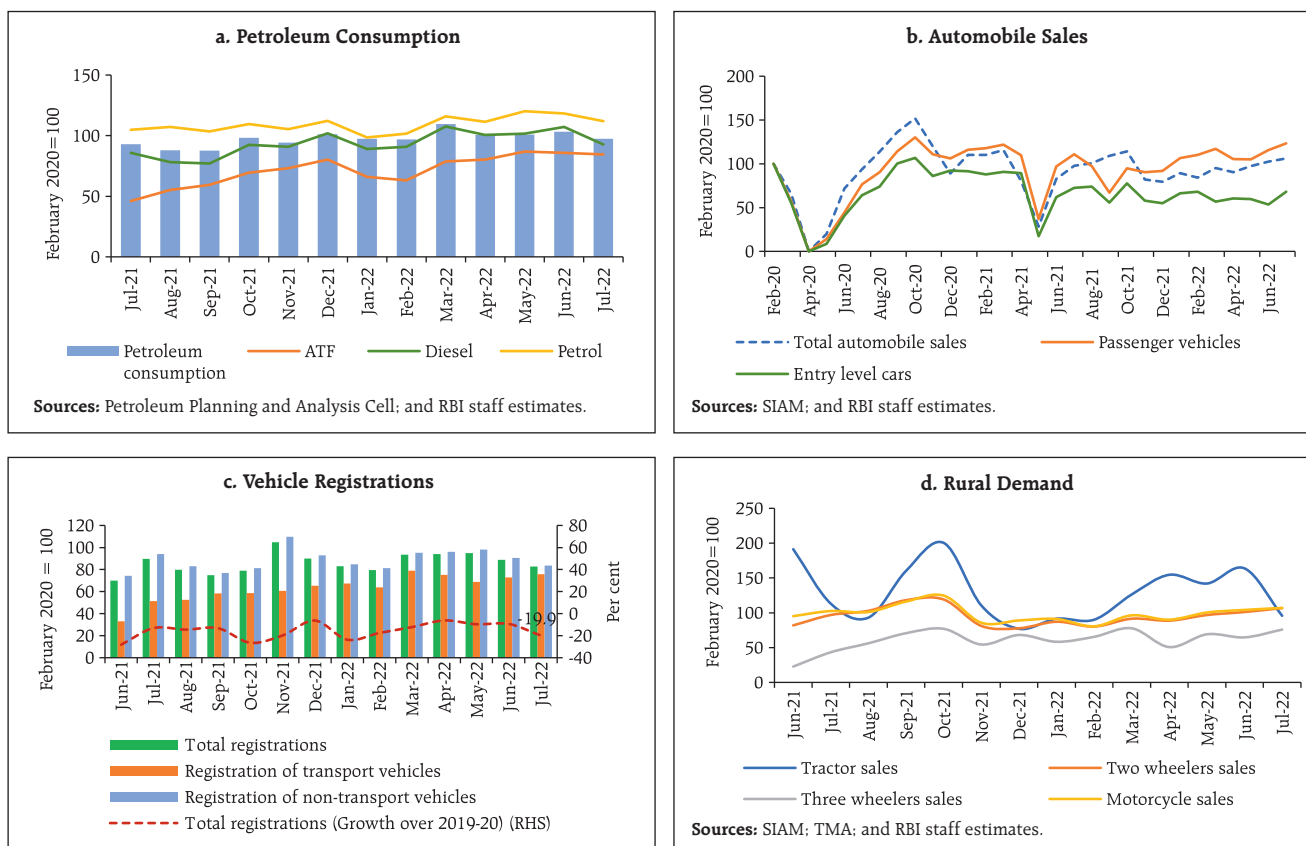 a. Petroleum Consumption
February 2020=100
150
100
50
0
Jul-21
Aug-21
Sep-21
Oct-21
Nov-21
Dec-21
Jan-22
Feb-22
Mar-22
Apr-22
May-22
Jun-22
Jul-22
Petroleum
consumption
ATF
Diesel
Petrol
Sources: Petroleum Planning and Analysis Cell; and RBI staff estimates.
b. Automobile Sales
February 2020=100
200
150
100
50
0
Feb-20
Apr-20
Jun-20
Aug-20
Oct-20
Dec-20
Feb-21
Apr-21
Jun-21
Aug-21
Oct-21
Dec-21
Feb-22
Apr-22
Jun-22
Total automobile sales
Passenger vehicles
Entry level cars
Sources: SIAM; and RBI staff estimates.
c. Vehicle Registrations
February 2020 = 100
120
100
80
60
40
20
0
80
60
40
20
0
-20
-40
Per cent
-19.9
Jun-21
Jul-21
Aug-21
Sep-21
Oct-21
Nov-21
Dec-21
Jan-22
Feb-22
Mar-22
Apr-22
May-22
Jun-22
Jul-22
Total registrations
Registration of transport vehicles
Registration of non-transport vehicles
Total registrations (Growth over 2019-20) (RHS)
d. Rural Demand
February 2020=100
250
200
150
100
50
0
Jun-21
Jul-21
Aug-21
Sep-21
Oct-21
Nov-21
Dec-21
Jan-22
Feb-22
Mar-22
Apr-22
May-22
Jun-22
Jul-22
Tractor sales
Two wheelers sales
Three wheelers sales
Motorcycle sales
Sources: SIAM; TMA; and RBI staff estimates.